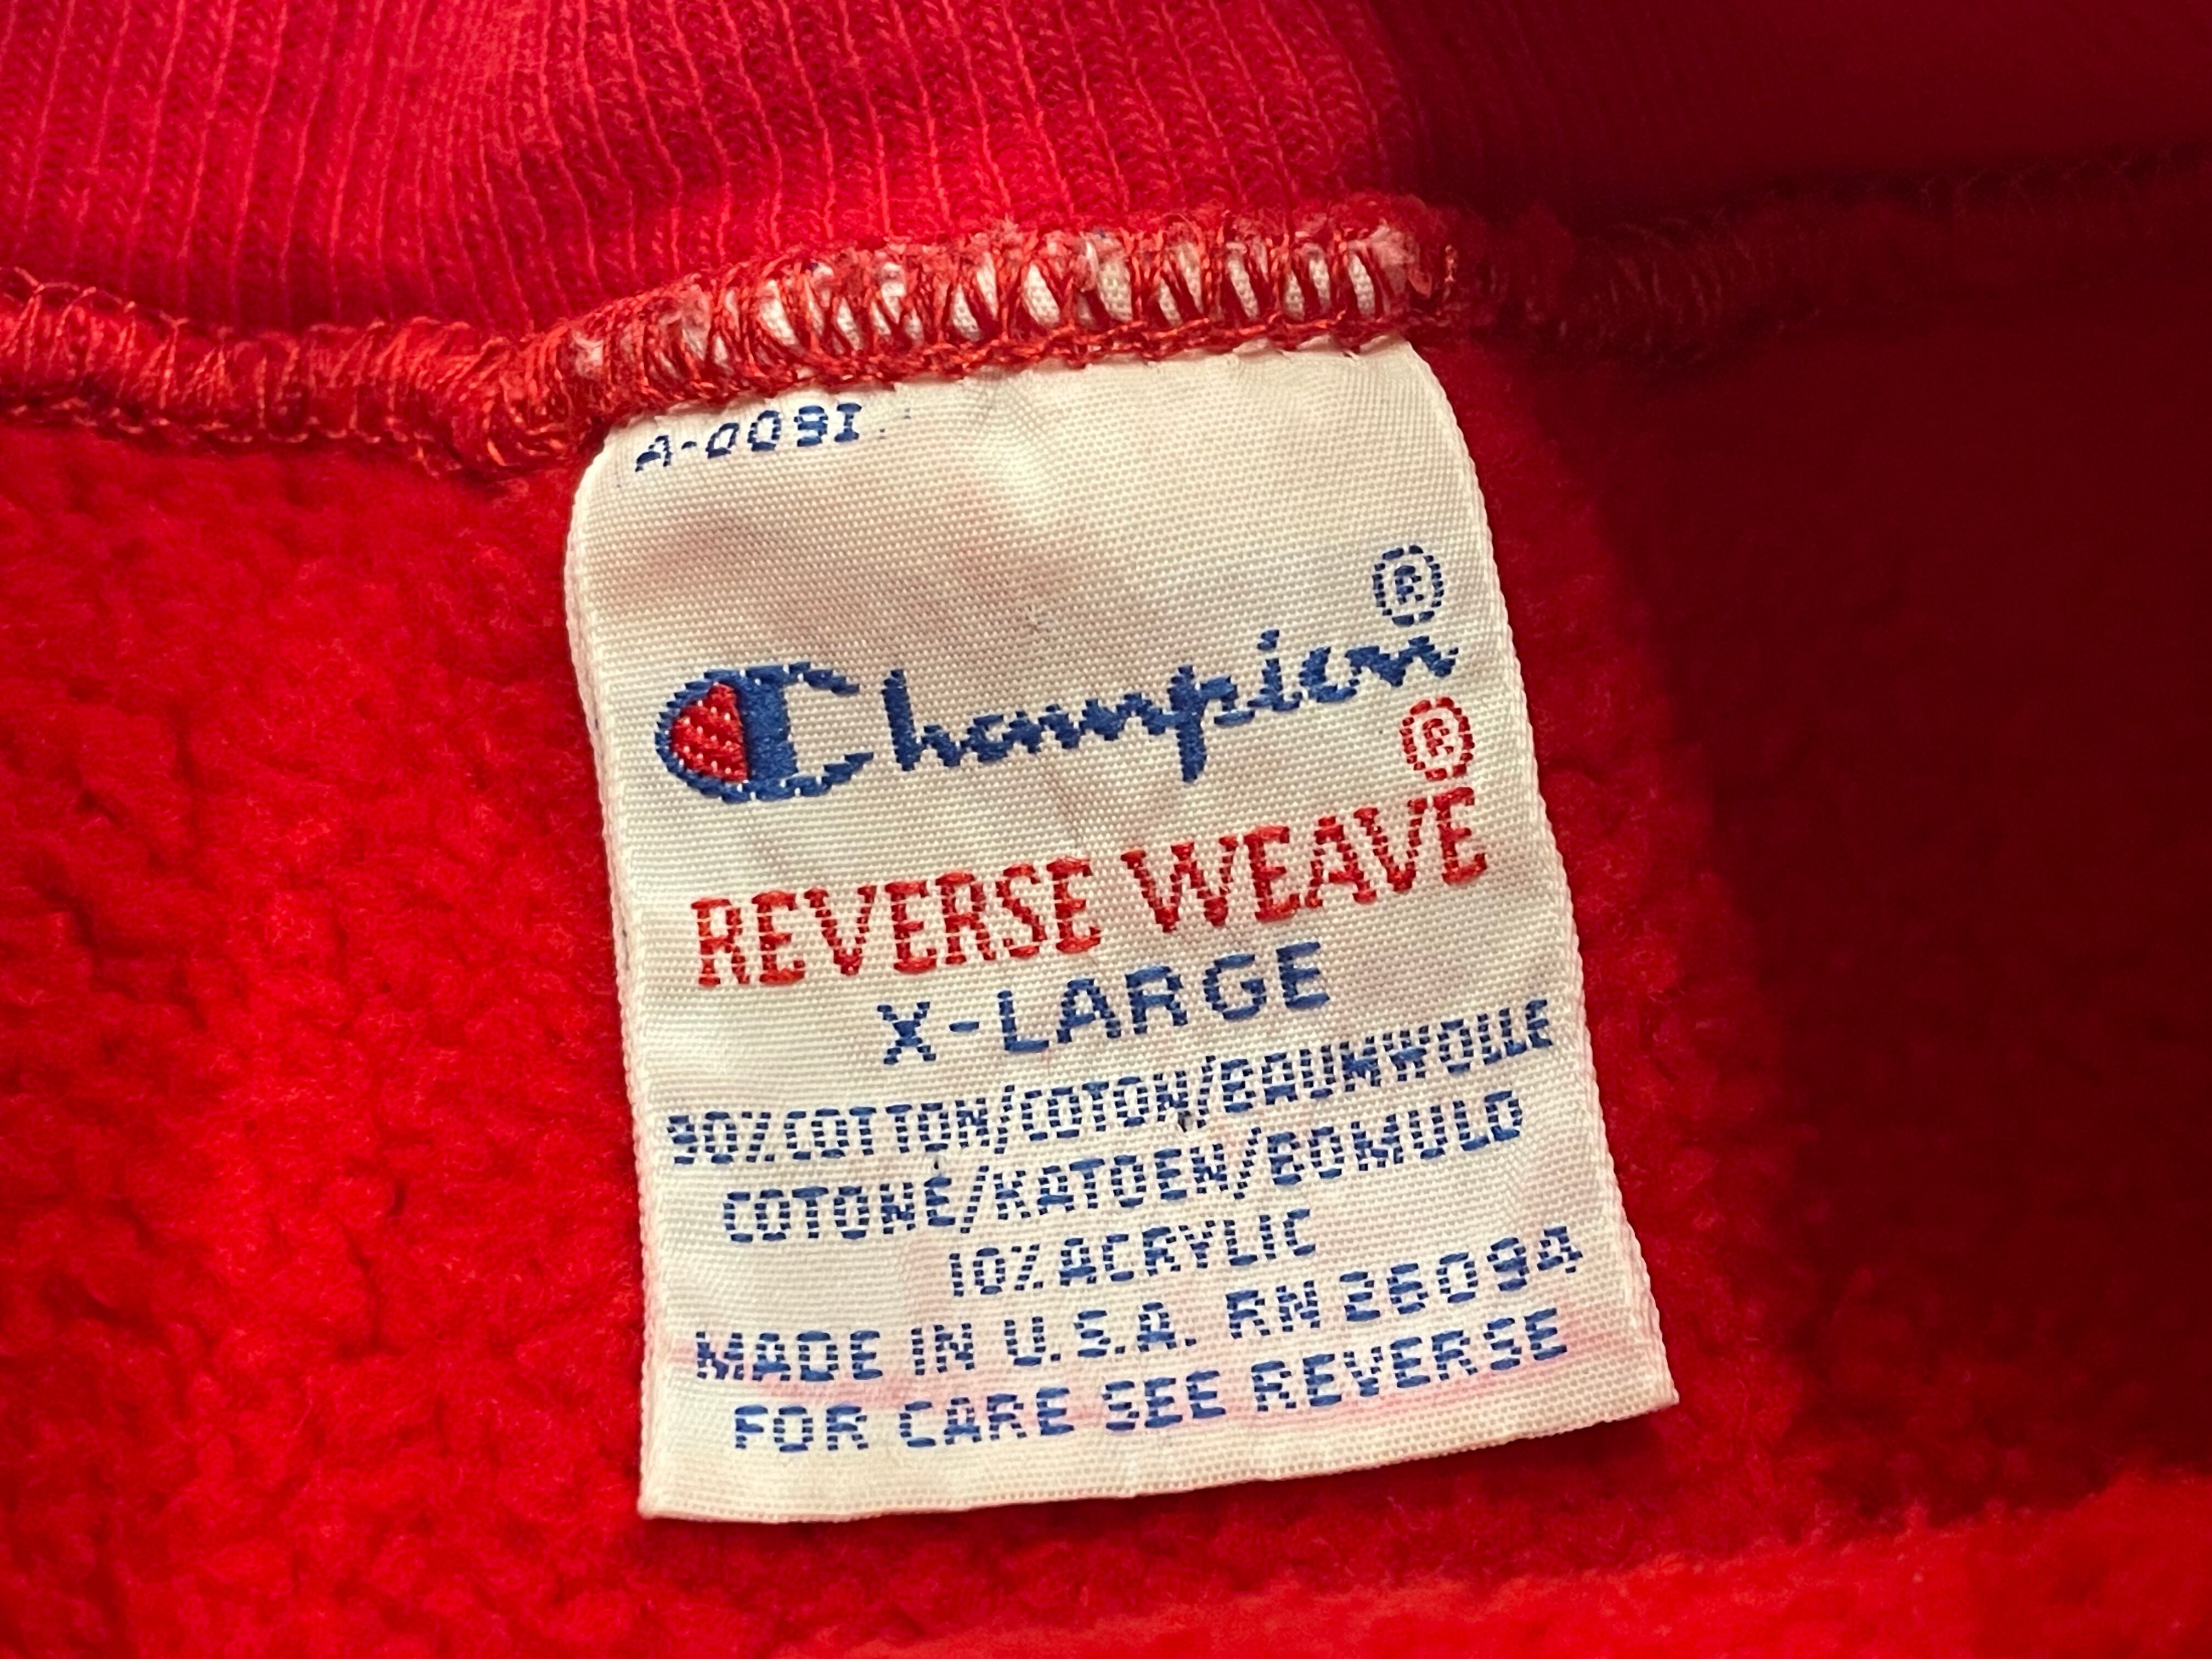 A-0091
Champion®
REVERSE WEAVE®
X-LARGE
90%COTTON/COTON/BAUMWOLLE
COTONE/KATOEN/BOMULD
10%ACRYLIC
MADE IN U.S.A. RN 26094
FOR CARE SEE REVERSE